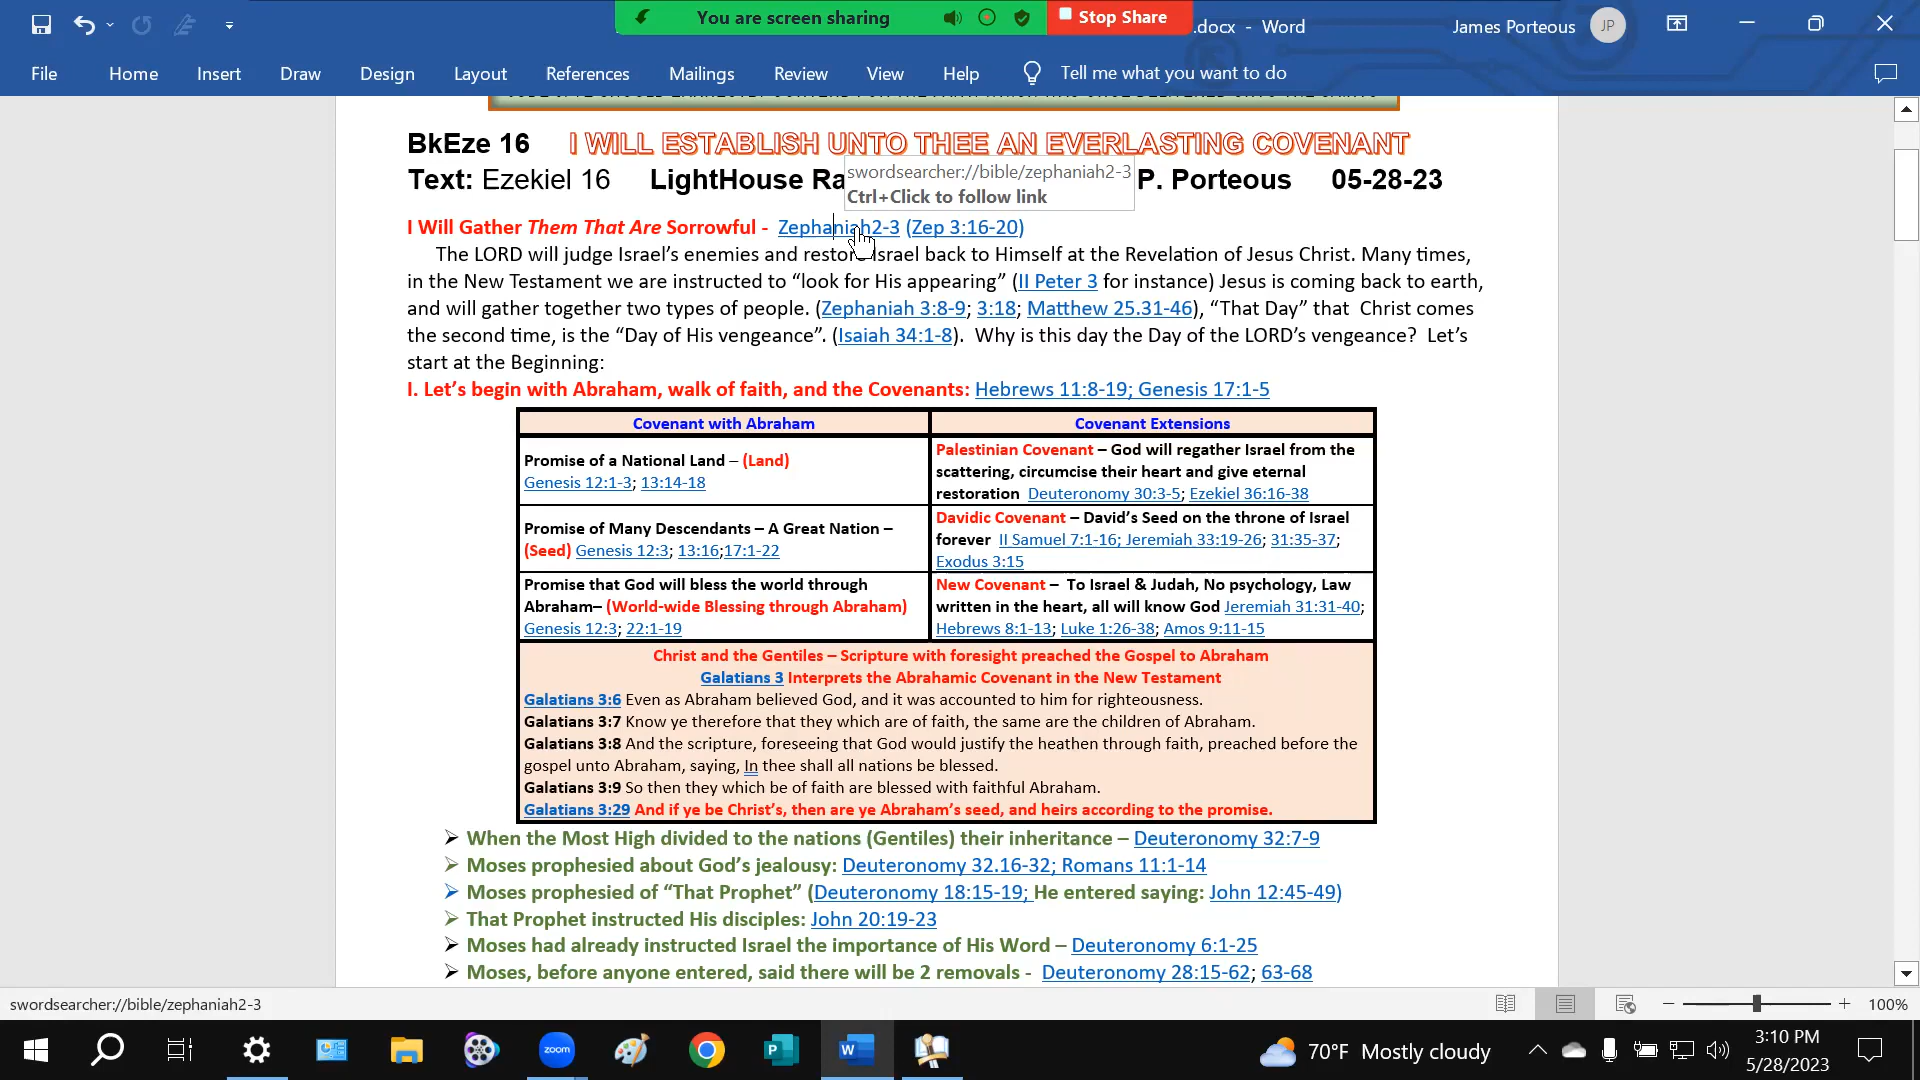 You are screen sharing
Stop Share
.docx - Word
James Porteous
JP
File Home Insert Draw Design Layout References Mailings Review View Help Tell me what you want to do
BkEze 16 I WILL ESTABLISH UNTO THEE AN EVERLASTING COVENANT
swordsearcher://bible/zephaniah2-3
Text: Ezekiel 16 LightHouse Ra P. Porteous 05-28-23
Ctrl+Click to follow link
I Will Gather Them That Are Sorrowful - Zephaniah2-3 (Zep 3:16-20)
The LORD will judge Israel’s enemies and restore Israel back to Himself at the Revelation of Jesus Christ. Many times,
in the New Testament we are instructed to “look for His appearing” (II Peter 3 for instance) Jesus is coming back to earth,
and will gather together two types of people. (Zephaniah 3:8-9; 3:18; Matthew 25.31-46), “That Day” that Christ comes
the second time, is the “Day of His vengeance”. (Isaiah 34:1-8). Why is this day the Day of the LORD’s vengeance? Let’s
start at the Beginning:
I. Let’s begin with Abraham, walk of faith, and the Covenants: Hebrews 11:8-19; Genesis 17:1-5
Covenant with Abraham
Covenant Extensions
Promise of a National Land – (Land)
Genesis 12:1-3; 13:14-18
Palestinian Covenant – God will regather Israel from the
scattering, circumcise their heart and give eternal
restoration Deuteronomy 30:3-5; Ezekiel 36:16-38
Promise of Many Descendants – A Great Nation –
(Seed) Genesis 12:3; 13:16;17:1-22
Davidic Covenant – David’s Seed on the throne of Israel
forever II Samuel 7:1-16; Jeremiah 33:19-26; 31:35-37;
Exodus 3:15
Promise that God will bless the world through
Abraham– (World-wide Blessing through Abraham)
Genesis 12:3; 22:1-19
New Covenant – To Israel & Judah, No psychology, Law
written in the heart, all will know God Jeremiah 31:31-40;
Hebrews 8:1-13; Luke 1:26-38; Amos 9:11-15
Christ and the Gentiles – Scripture with foresight preached the Gospel to Abraham
Galatians 3 Interprets the Abrahamic Covenant in the New Testament
Galatians 3:6 Even as Abraham believed God, and it was accounted to him for righteousness.
Galatians 3:7 Know ye therefore that they which are of faith, the same are the children of Abraham.
Galatians 3:8 And the scripture, foreseeing that God would justify the heathen through faith, preached before the
gospel unto Abraham, saying, In thee shall all nations be blessed.
Galatians 3:9 So then they which be of faith are blessed with faithful Abraham.
Galatians 3:29 And if ye be Christ’s, then are ye Abraham’s seed, and heirs according to the promise.
➢ When the Most High divided to the nations (Gentiles) their inheritance – Deuteronomy 32:7-9
➢ Moses prophesied about God’s jealousy: Deuteronomy 32.16-32; Romans 11:1-14
➢ Moses prophesied of “That Prophet” (Deuteronomy 18:15-19; He entered saying: John 12:45-49)
➢ That Prophet instructed His disciples: John 20:19-23
➢ Moses had already instructed Israel the importance of His Word – Deuteronomy 6:1-25
➢ Moses, before anyone entered, said there will be 2 removals - Deuteronomy 28:15-62; 63-68
swordsearcher://bible/zephaniah2-3
100%
zoom
70°F Mostly cloudy
3:10 PM
5/28/2023